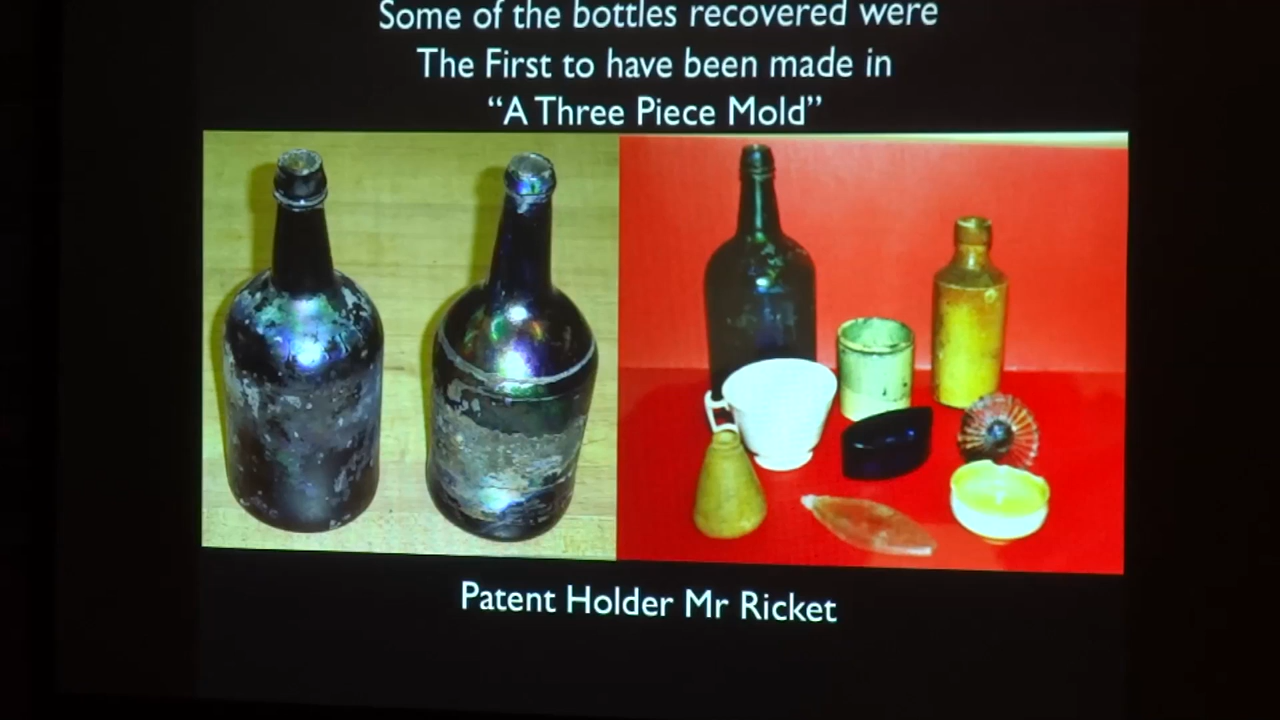 Some of the bottles recovered were
The First to have been made in
“A Three Piece Mold”
Patent Holder Mr Ricket